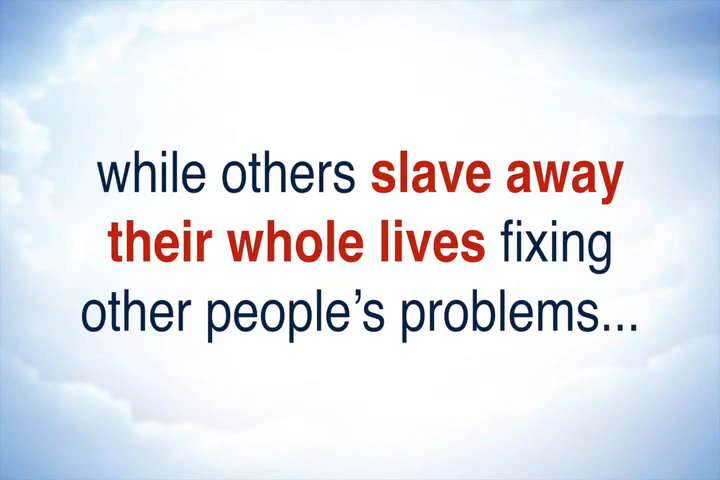 while others slave away
their whole lives fixing
other people’s problems...